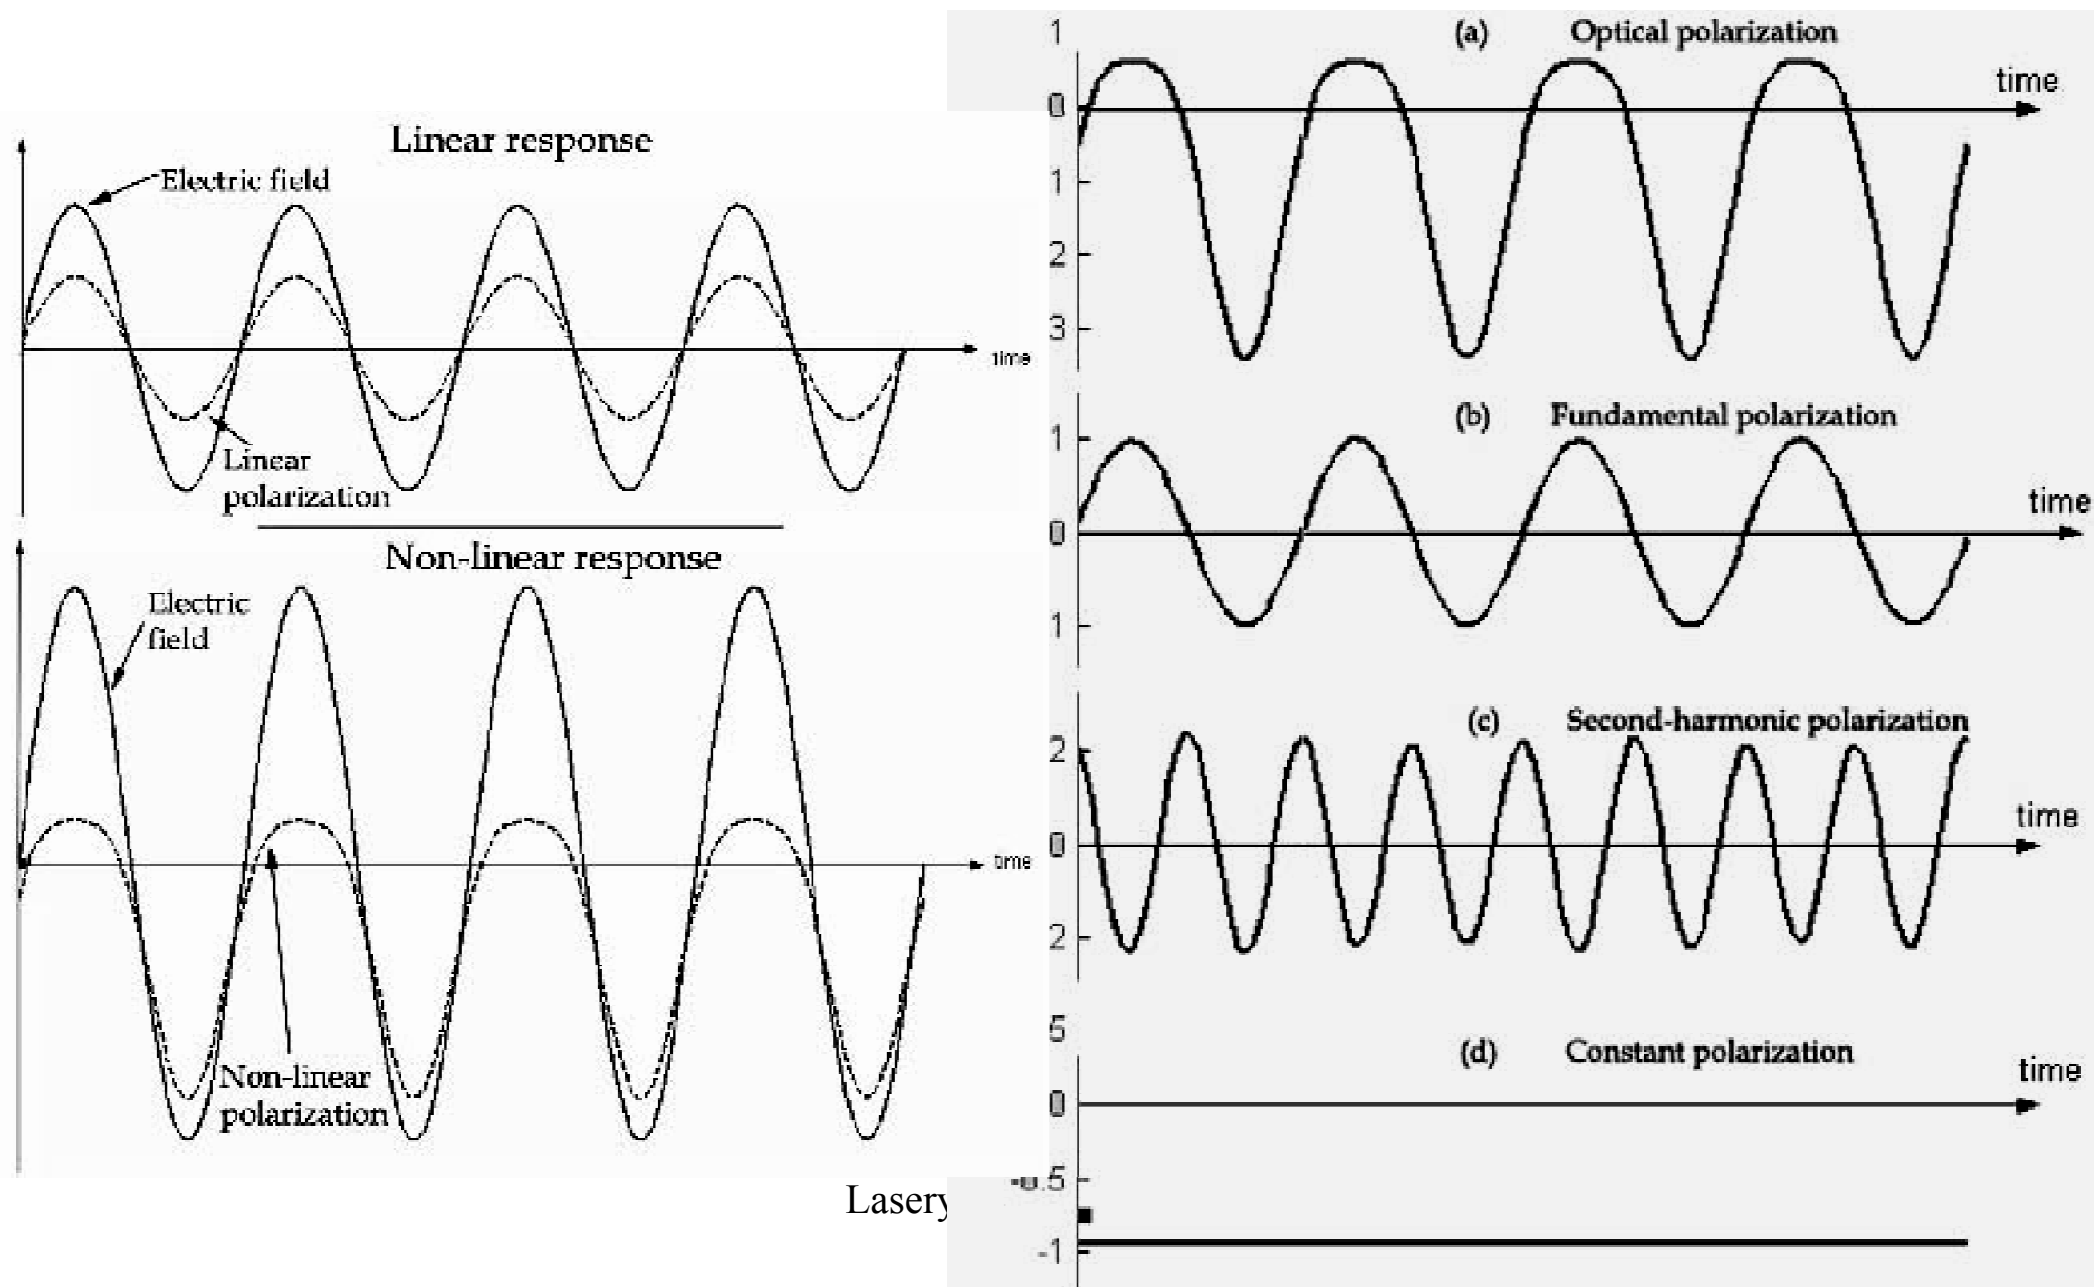 Linear response
Electric field
time
Linear
polarization
Non-linear response
Electric
field
time
Non-linear
polarization
Lasery
(a) Optical polarization
1
time
0
1
2
3
(b) Fundamental polarization
1
time
0
1
(c) Second-harmonic polarization
2
time
0
2
5
(d) Constant polarization
time
0
-0.5
-1